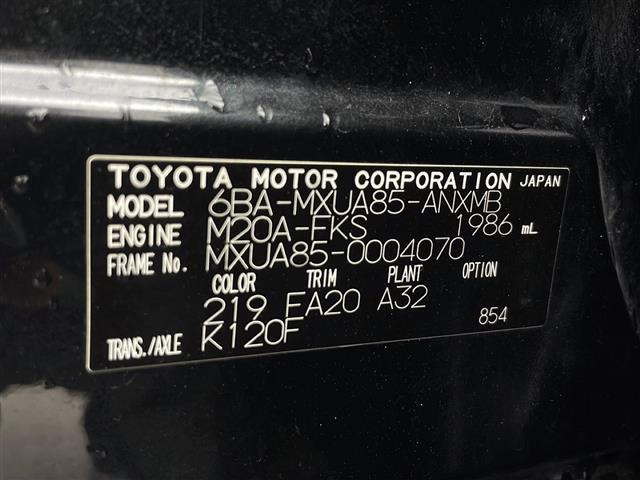 TOYOTA MOTOR CORPORATION JAPAN
MODEL 6BA-MXUA85-ANXMB
ENGINE M20A-FKS 1986 mL
FRAME No. MXUA85-0004070
COLOR TRIM PLANT OPTION
219 EA20 A32
TRANS./AXLE K120F 854